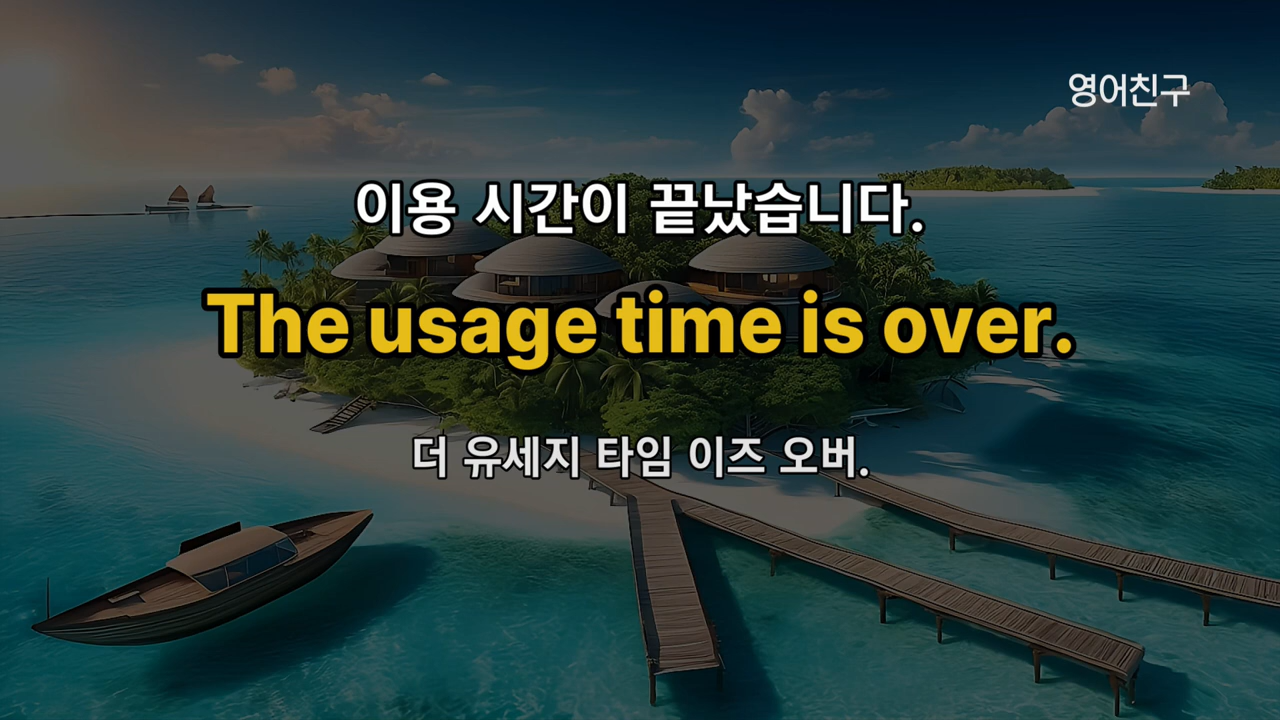 영어친구
이용 시간이 끝났습니다.
The usage time is over.
더 유세지 타임 이즈 오버.